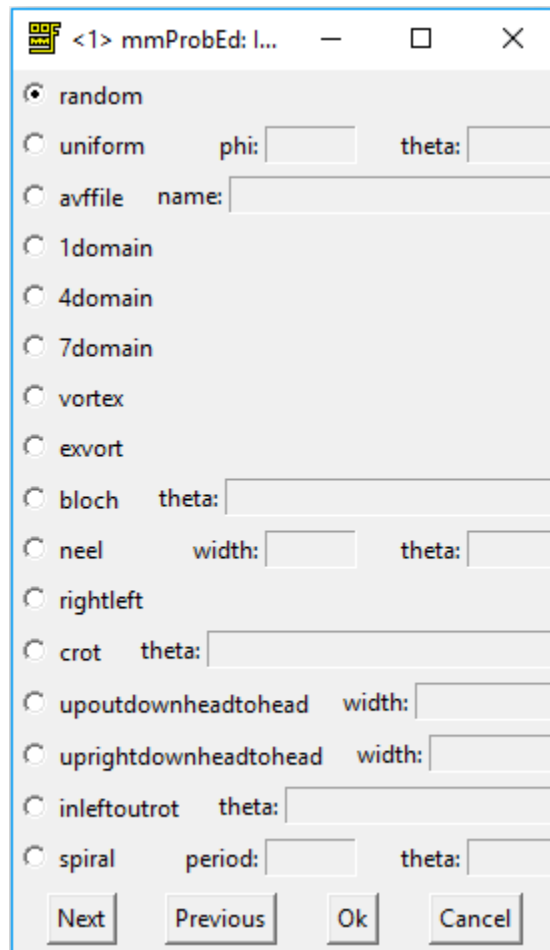 <1> mmProbEd: I...
random
uniform phi: theta:
avffile name:
1domain
4domain
7domain
vortex
exvort
bloch theta:
neel width: theta:
rightleft
crot theta:
upoutdownheadtohead width:
uprightdownheadtohead width:
inleftoutrot theta:
spiral period: theta:
Next Previous Ok Cancel